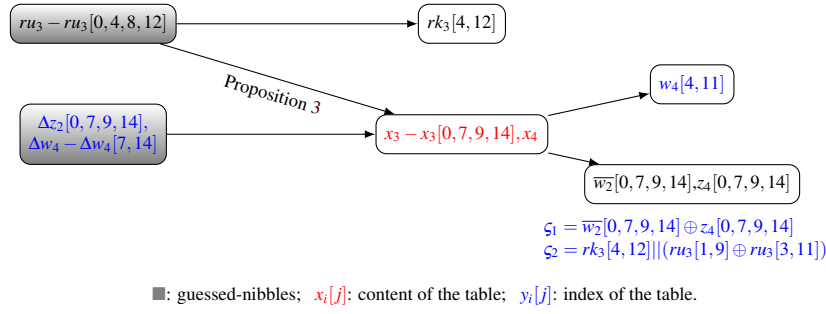 ru₃ − ru₃[0,4,8,12]
rk₃[4,12]
Proposition 3
w₄[4,11]
Δz₂[0,7,9,14],
Δw₄ − Δw₄[7,14]
x₃ − x₃[0,7,9,14], x₄
w̅₂[0,7,9,14],z₄[0,7,9,14]
ς₁ = w̅₂[0,7,9,14] ⊕ z₄[0,7,9,14]
ς₂ = rk₃[4,12]||(ru₃[1,9] ⊕ ru₃[3,11])
■: guessed-nibbles; xᵢ[j]: content of the table; yᵢ[j]: index of the table.